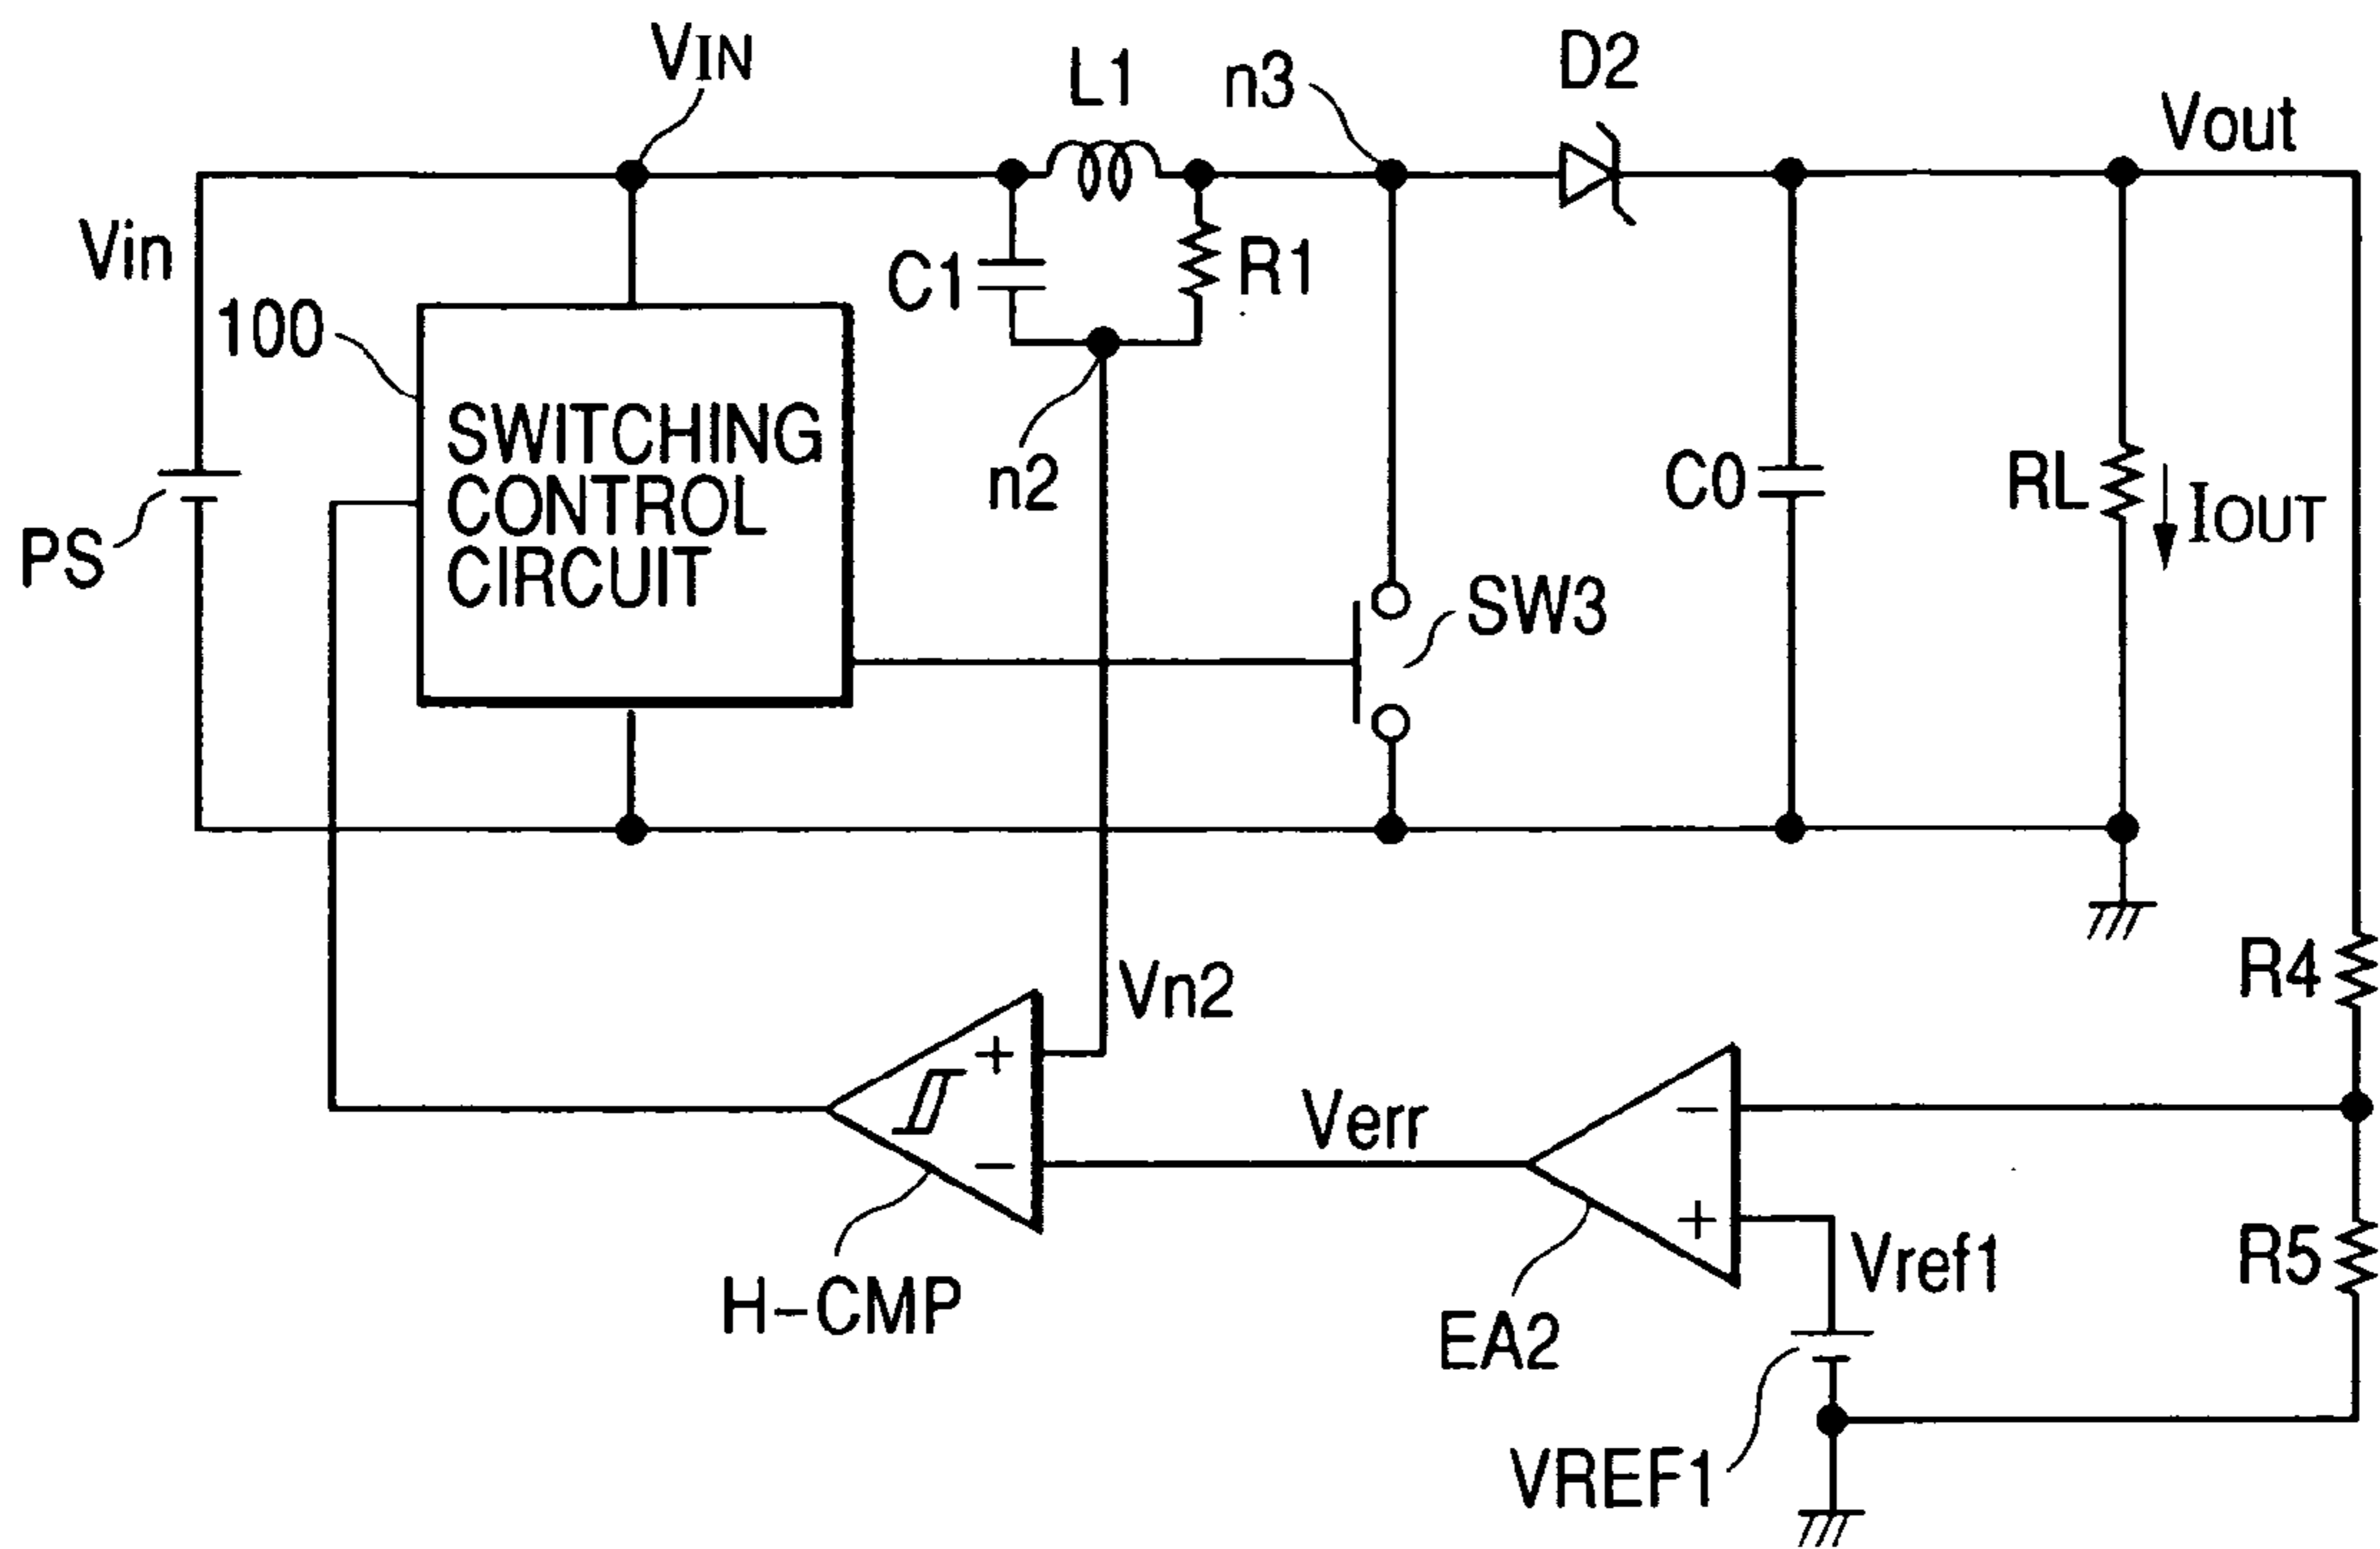 VIN
L1
n3
D2
Vout
Vin
C1
R1
100
SWITCHING
CONTROL
CIRCUIT
n2
C0
RL
IOUT
PS
SW3
Vn2
R4
+
−
Verr
−
+
Vref1
R5
H−CMP
EA2
VREF1